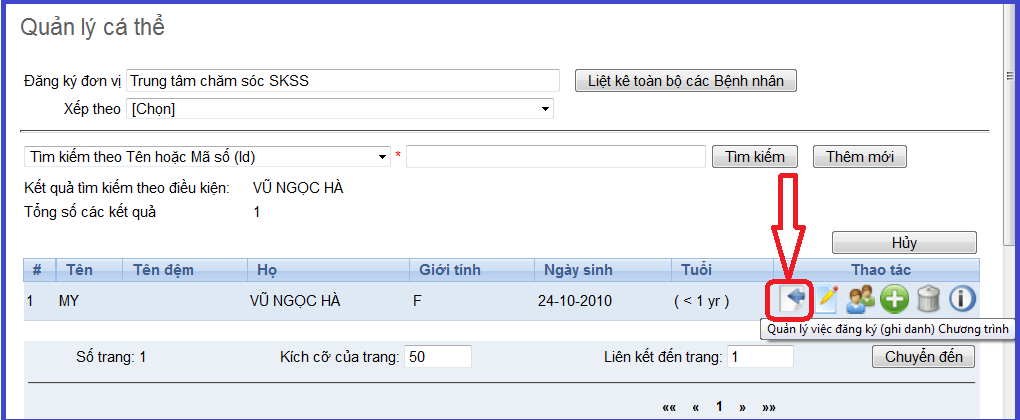 Quản lý cá thể
Đăng ký đơn vị Trung tâm chăm sóc SKSS Liệt kê toàn bộ các Bệnh nhân
Xếp theo [Chọn]
Tìm kiếm theo Tên hoặc Mã số (Id) * Tìm kiếm Thêm mới
Kết quả tìm kiếm theo điều kiện: VŨ NGỌC HÀ
Tổng số các kết quả 1
Hủy
# Tên Tên đệm Họ Giới tính Ngày sinh Tuổi Thao tác
1 MY VŨ NGỌC HÀ F 24-10-2010 ( < 1 yr )
Quản lý việc đăng ký (ghi danh) Chương trình
Số trang: 1 Kích cỡ của trang: 50 Liên kết đến trang: 1 Chuyển đến
«« « 1 » »»